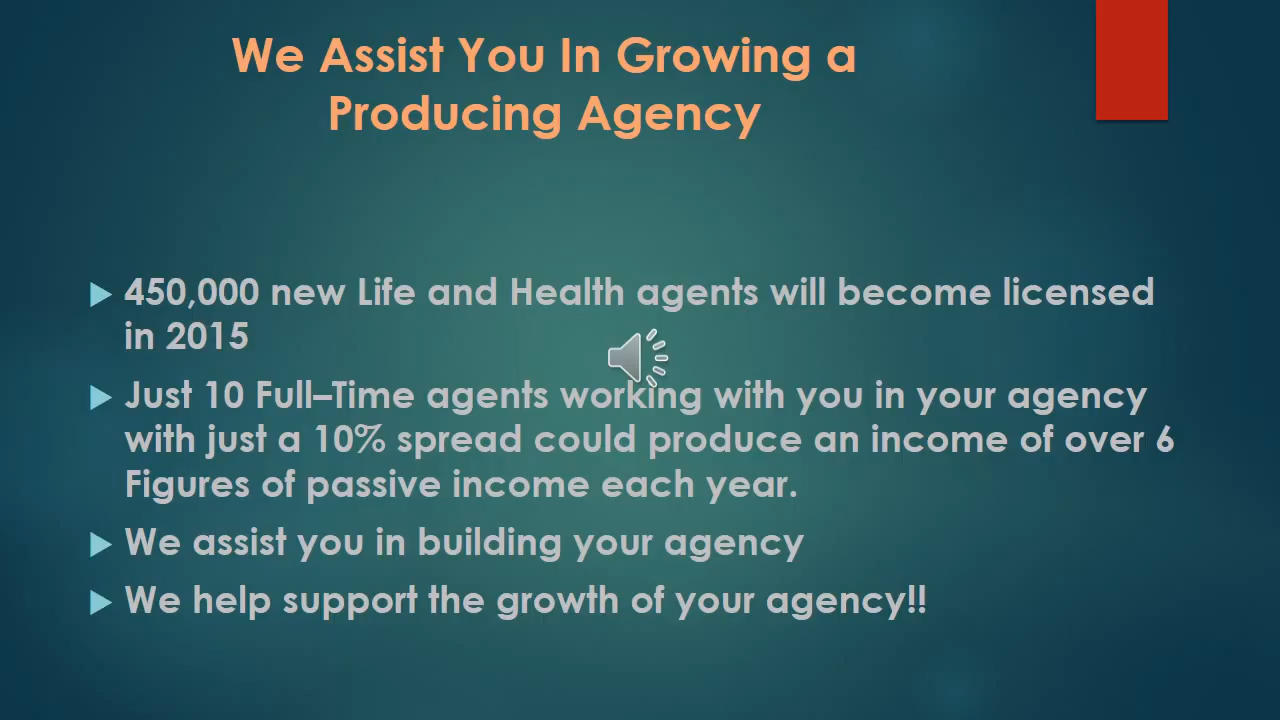 We Assist You In Growing a
Producing Agency
450,000 new Life and Health agents will become licensed
in 2015
Just 10 Full–Time agents working with you in your agency
with just a 10% spread could produce an income of over 6
Figures of passive income each year.
We assist you in building your agency
We help support the growth of your agency!!